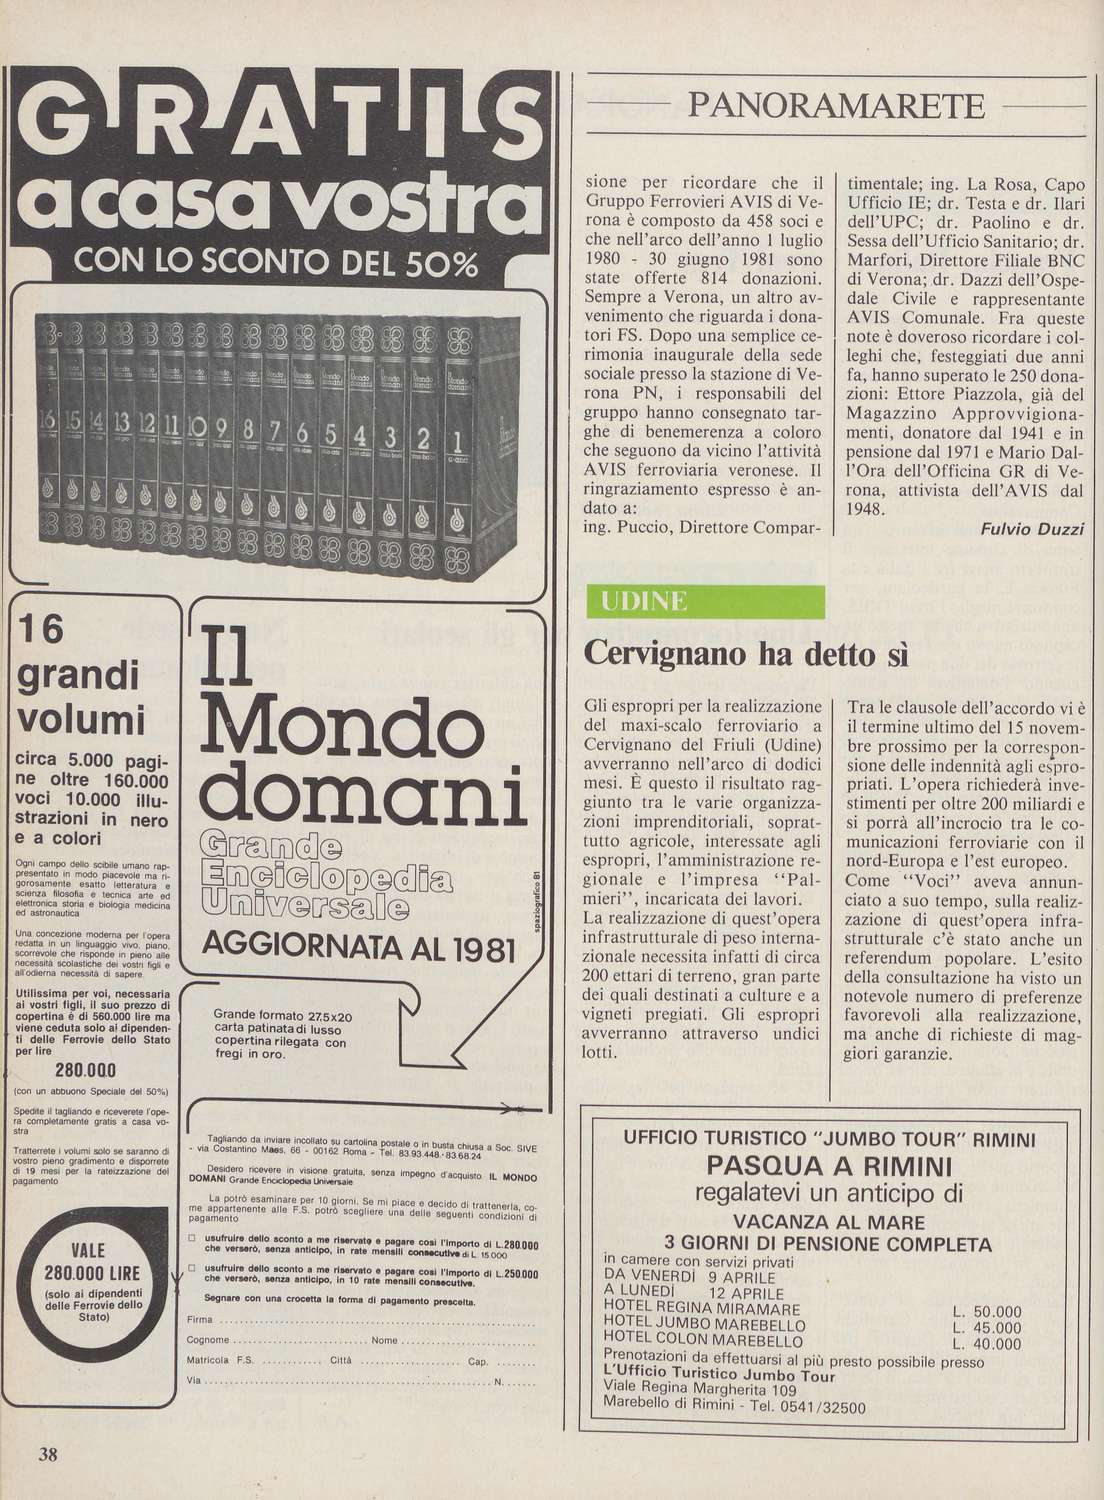 GRATIS
a casa vostra
CON LO SCONTO DEL 50%
16 15 14 13 12 11 10 9 8 7 6 5 4 3 2 1
16
grandi
volumi
circa 5.000 pagi-
ne oltre 160.000
voci 10.000 illu-
strazioni in nero
e a colori
Ogni campo dello scibile umano rap-
presentato in modo piacevole ma ri-
gorosamente esatto letteratura e
scienza filosofia e tecnica arte ed
elettronica storia e biologia medicina
ed astronautica
Una concezione moderna per l'opera
redatta in un linguaggio vivo, piano,
scorrevole che risponde in pieno alle
necessità scolastiche dei vostri figli e
all'odierna necessità di sapere.
Utilissima per voi, necessaria
ai vostri figli, il suo prezzo di
copertina è di 560.000 lire ma
viene ceduta solo ai dipenden-
ti delle Ferrovie dello Stato
per lire
280.000
(con un abbuono Speciale del 50%)
Spedite il tagliando e riceverete l'ope-
ra completamente gratis a casa vo-
stra
Tratterrete i volumi solo se saranno di
vostro pieno gradimento e disporrete
di 19 mesi per la rateizzazione del
pagamento
VALE
280.000 LIRE
(solo ai dipendenti
delle Ferrovie dello
Stato)
Il
Mondo
domani
Grande
Enciclopedia
Universale
AGGIORNATA AL 1981
spaziografico 81
Grande formato 27.5x20
carta patinata di lusso
copertina rilegata con
fregi in oro.
Tagliando da inviare incollato su cartolina postale o in busta chiusa a Soc. SIVE
- via Costantino Maes, 66 - 00162 Roma - Tel. 83.93.448 - 83.68.24
Desidero ricevere in visione gratuita, senza impegno d'acquisto IL MONDO
DOMANI Grande Enciclopedia Universale
La potrò esaminare per 10 giorni. Se mi piace e decido di trattenerla, co-
me appartenente alle F.S. potrò scegliere una delle seguenti condizioni di
pagamento
□ usufruire dello sconto a me riservato e pagare così l'importo di L.280.000
che verserò, senza anticipo, in rate mensili consecutive di L. 15.000
□ usufruire dello sconto a me riservato e pagare così l'importo di L.250.000
che verserò, senza anticipo, in 10 rate mensili consecutive.
Segnare con una crocetta la forma di pagamento prescelta.
Firma
Cognome Nome
Matricola F.S. Città Cap.
Via N.
38
PANORAMARETE
sione per ricordare che il
Gruppo Ferrovieri AVIS di Ve-
rona è composto da 458 soci e
che nell'arco dell'anno 1 luglio
1980 - 30 giugno 1981 sono
state offerte 814 donazioni.
Sempre a Verona, un altro av-
venimento che riguarda i dona-
tori FS. Dopo una semplice ce-
rimonia inaugurale della sede
sociale presso la stazione di Ve-
rona PN, i responsabili del
gruppo hanno consegnato tar-
ghe di benemerenza a coloro
che seguono da vicino l'attività
AVIS ferroviaria veronese. Il
ringraziamento espresso è an-
dato a:
ing. Puccio, Direttore Compar-
timentale; ing. La Rosa, Capo
Ufficio IE; dr. Testa e dr. Ilari
dell'UPC; dr. Paolino e dr.
Sessa dell'Ufficio Sanitario; dr.
Marfori, Direttore Filiale BNC
di Verona; dr. Dazzi dell'Ospe-
dale Civile e rappresentante
AVIS Comunale. Fra queste
note è doveroso ricordare i col-
leghi che, festeggiati due anni
fa, hanno superato le 250 dona-
zioni: Ettore Piazzola, già del
Magazzino Approvvigiona-
menti, donatore dal 1941 e in
pensione dal 1971 e Mario Dal-
l'Ora dell'Officina GR di Ve-
rona, attivista dell'AVIS dal
1948.
Fulvio Duzzi
UDINE
Cervignano ha detto sì
Gli espropri per la realizzazione
del maxi-scalo ferroviario a
Cervignano del Friuli (Udine)
avverranno nell'arco di dodici
mesi. È questo il risultato rag-
giunto tra le varie organizza-
zioni imprenditoriali, soprat-
tutto agricole, interessate agli
espropri, l'amministrazione re-
gionale e l'impresa “Pal-
mieri”, incaricata dei lavori.
La realizzazione di quest'opera
infrastrutturale di peso interna-
zionale necessita infatti di circa
200 ettari di terreno, gran parte
dei quali destinati a culture e a
vigneti pregiati. Gli espropri
avverranno attraverso undici
lotti.
Tra le clausole dell'accordo vi è
il termine ultimo del 15 novem-
bre prossimo per la correspon-
sione delle indennità agli espro-
priati. L'opera richiederà inve-
stimenti per oltre 200 miliardi e
si porrà all'incrocio tra le co-
municazioni ferroviarie con il
nord-Europa e l'est europeo.
Come “Voci” aveva annun-
ciato a suo tempo, sulla realiz-
zazione di quest'opera infra-
strutturale c'è stato anche un
referendum popolare. L'esito
della consultazione ha visto un
notevole numero di preferenze
favorevoli alla realizzazione,
ma anche di richieste di mag-
giori garanzie.
UFFICIO TURISTICO “JUMBO TOUR” RIMINI
PASQUA A RIMINI
regalatevi un anticipo di
VACANZA AL MARE
3 GIORNI DI PENSIONE COMPLETA
in camere con servizi privati
DA VENERDÌ 9 APRILE
A LUNEDÌ 12 APRILE
HOTEL REGINA MIRAMARE L. 50.000
HOTEL JUMBO MAREBELLO L. 45.000
HOTEL COLON MAREBELLO L. 40.000
Prenotazioni da effettuarsi al più presto possibile presso
L'Ufficio Turistico Jumbo Tour
Viale Regina Margherita 109
Marebello di Rimini - Tel. 0541/32500